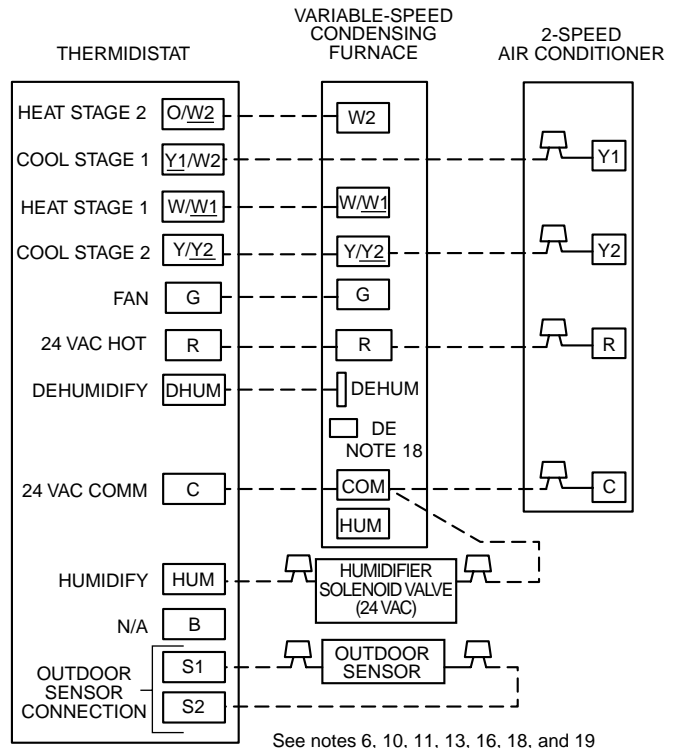 VARIABLE-SPEED
CONDENSING
FURNACE
2-SPEED
AIR CONDITIONER
THERMIDISTAT
HEAT STAGE 2 O/W2 W2
COOL STAGE 1 Y1/W2 Y1
HEAT STAGE 1 W/W1 W/W1
COOL STAGE 2 Y/Y2 Y/Y2 Y2
FAN G G
24 VAC HOT R R R
DEHUMIDIFY DHUM DEHUM
DE
NOTE 18
24 VAC COMM C COM C
HUM
HUMIDIFY HUM HUMIDIFIER
SOLENOID VALVE
(24 VAC)
N/A B
OUTDOOR
SENSOR
CONNECTION
S1
S2
OUTDOOR
SENSOR
See notes 6, 10, 11, 13, 16, 18, and 19